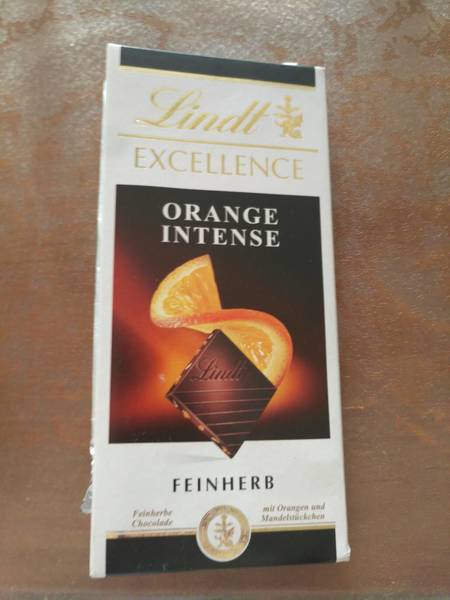 Lindt
EXCELLENCE
ORANGE
INTENSE
Lindt
FEINHERB
Feinherbe
Chocolade
mit Orangen und
Mandelstückchen